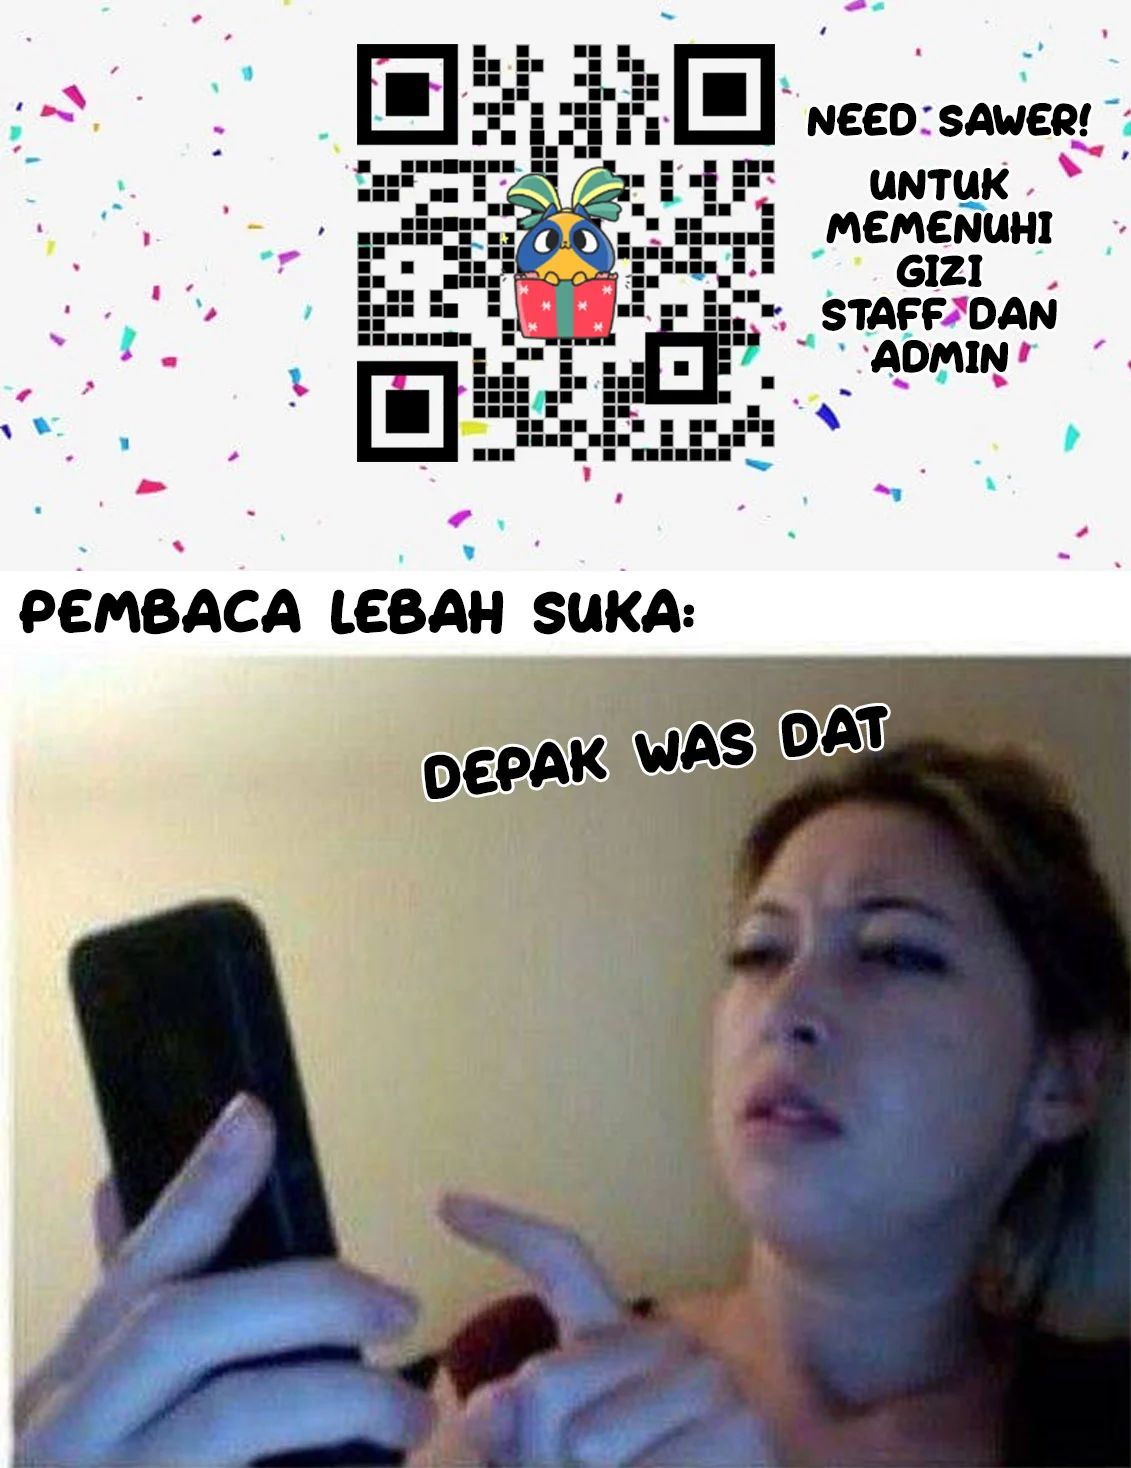 NEED SAWER!
UNTUK
MEMENUHI
GIZI
STAFF DAN
ADMIN
PEMBACA LEBAH SUKA:
DEPAK WAS DAT